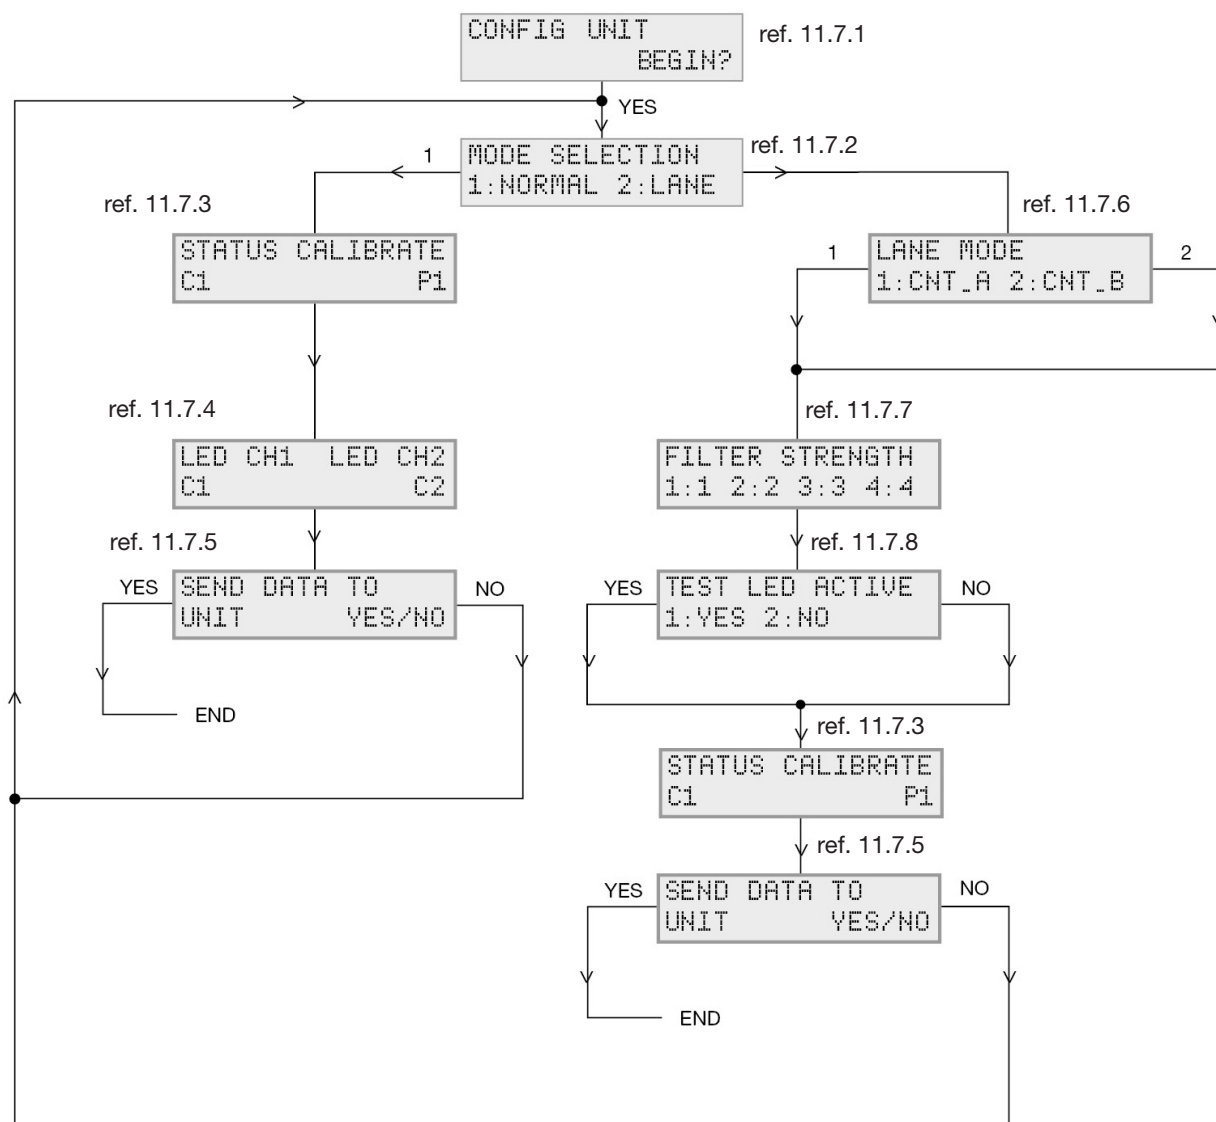 CONFIG UNIT
BEGIN?
ref. 11.7.1
YES
MODE SELECTION
1:NORMAL 2:LANE
1
ref. 11.7.2
ref. 11.7.3
STATUS CALIBRATE
C1 P1
ref. 11.7.6
1
LANE MODE
1:CNT_A 2:CNT_B
2
ref. 11.7.4
LED CH1 LED CH2
C1 C2
ref. 11.7.7
FILTER STRENGTH
1:1 2:2 3:3 4:4
ref. 11.7.5
YES
SEND DATA TO
UNIT YES/NO
NO
END
ref. 11.7.8
YES
TEST LED ACTIVE
1:YES 2:NO
NO
ref. 11.7.3
STATUS CALIBRATE
C1 P1
ref. 11.7.5
YES
SEND DATA TO
UNIT YES/NO
NO
END